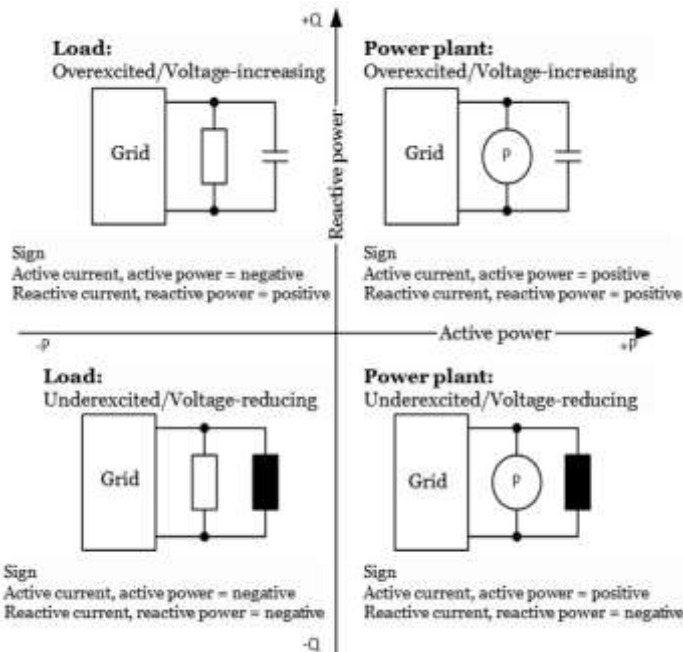 +Q
Load:
Overexcited/Voltage-increasing
Grid
Sign
Active current, active power = negative
Reactive current, reactive power = positive
Power plant:
Overexcited/Voltage-increasing
Grid
P
Sign
Active current, active power = positive
Reactive current, reactive power = positive
Reactive power
-P
Active power
+P
Load:
Underexcited/Voltage-reducing
Grid
Sign
Active current, active power = negative
Reactive current, reactive power = negative
Power plant:
Underexcited/Voltage-reducing
Grid
P
Sign
Active current, active power = positive
Reactive current, reactive power = negative
-Q